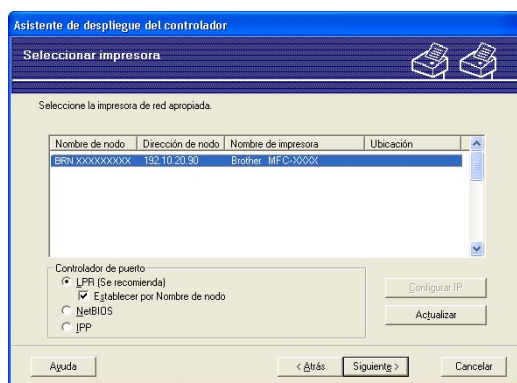 Asistente de despliegue del controlador
Seleccionar impresora
Seleccione la impresora de red apropiada.
Nombre de nodo Dirección de nodo Nombre de impresora Ubicación
BRN XXXXXXXXX 192.10.20.90 Brother MFC-XXXX
Controlador de puerto
LPR (Se recomienda)
Establecer por Nombre de nodo
NetBIOS
IPP
Configurar IP
Actualizar
Ayuda < Atrás Siguiente > Cancelar